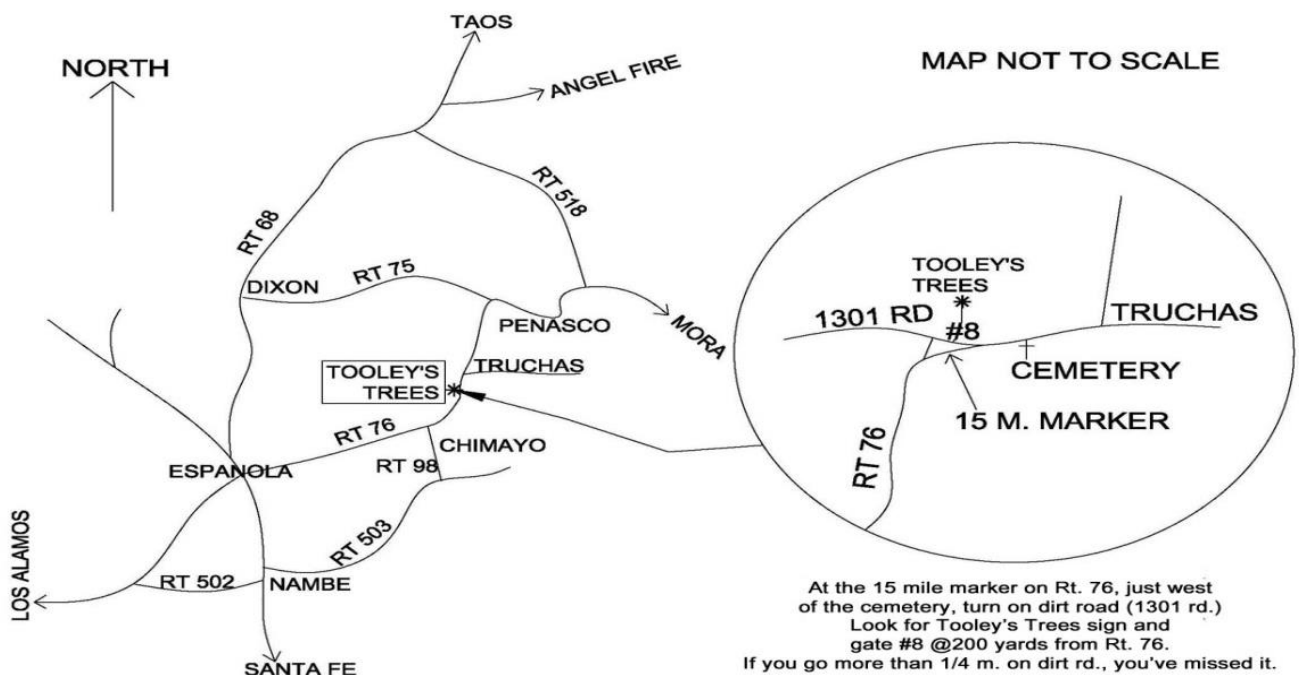 TAOS
NORTH
ANGEL FIRE
MAP NOT TO SCALE
RT 518
RT 68
DIXON
RT 75
PENASCO
MORA
TOOLEY'S
TREES
TRUCHAS
RT 76
CHIMAYO
ESPANOLA
RT 98
RT 503
LOS ALAMOS
RT 502
NAMBE
SANTA FE
TOOLEY'S
TREES
1301 RD
#8
TRUCHAS
CEMETERY
15 M. MARKER
RT 76
At the 15 mile marker on Rt. 76, just west
of the cemetery, turn on dirt road (1301 rd.)
Look for Tooley's Trees sign and
gate #8 @200 yards from Rt. 76.
If you go more than 1/4 m. on dirt rd., you've missed it.